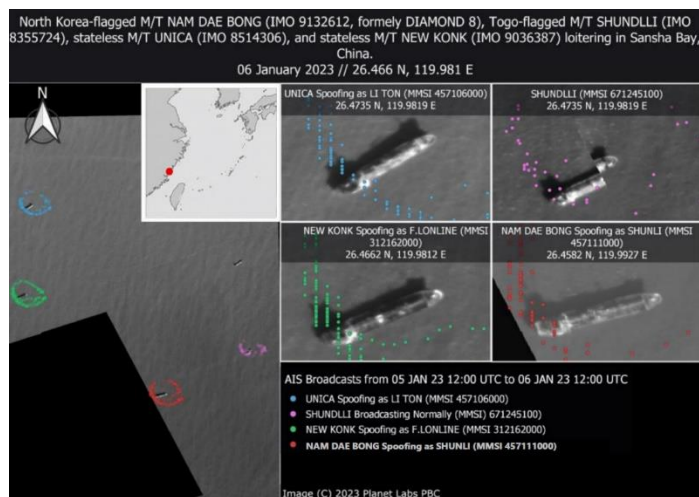 North Korea-flagged M/T NAM DAE BONG (IMO 9132612, formely DIAMOND 8), Togo-flagged M/T SHUNDLLI (IMO
8355724), stateless M/T UNICA (IMO 8514306), and stateless M/T NEW KONK (IMO 9036387) loitering in Sansha Bay,
China.
06 January 2023 // 26.466 N, 119.981 E
N
UNICA Spoofing as LI TON (MMSI 457106000)
26.4735 N, 119.9819 E
SHUNDLLI (MMSI 671245100)
26.4735 N, 119.9819 E
NEW KONK Spoofing as F.LONLINE (MMSI
312162000)
26.4662 N, 119.9812 E
NAM DAE BONG Spoofing as SHUNLI (MMSI
457111000)
26.4582 N, 119.9927 E
AIS Broadcasts from 05 JAN 23 12:00 UTC to 06 JAN 23 12:00 UTC
UNICA Spoofing as LI TON (MMSI 457106000)
SHUNDLLI Broadcasting Normally (MMSI) 671245100)
NEW KONK Spoofing as F.LONLINE (MMSI 312162000)
NAM DAE BONG Spoofing as SHUNLI (MMSI 457111000)
Image (C) 2023 Planet Labs PBC